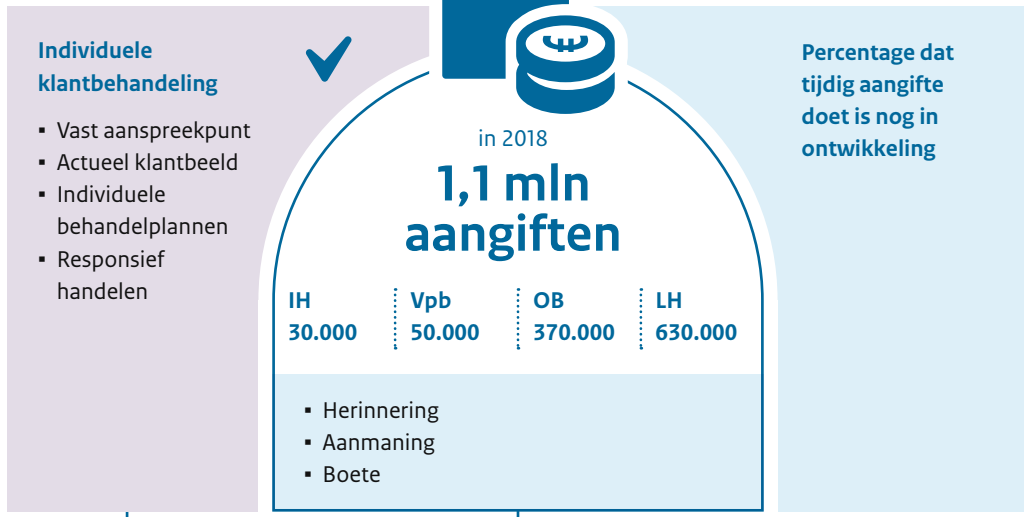 Individuele
klantbehandeling
▪ Vast aanspreekpunt
▪ Actueel klantbeeld
▪ Individuele
behandelplannen
▪ Responsief
handelen
in 2018
1,1 mln
aangiften
IH
30.000
Vpb
50.000
OB
370.000
LH
630.000
▪ Herinnering
▪ Aanmaning
▪ Boete
Percentage dat
tijdig aangifte
doet is nog in
ontwikkeling